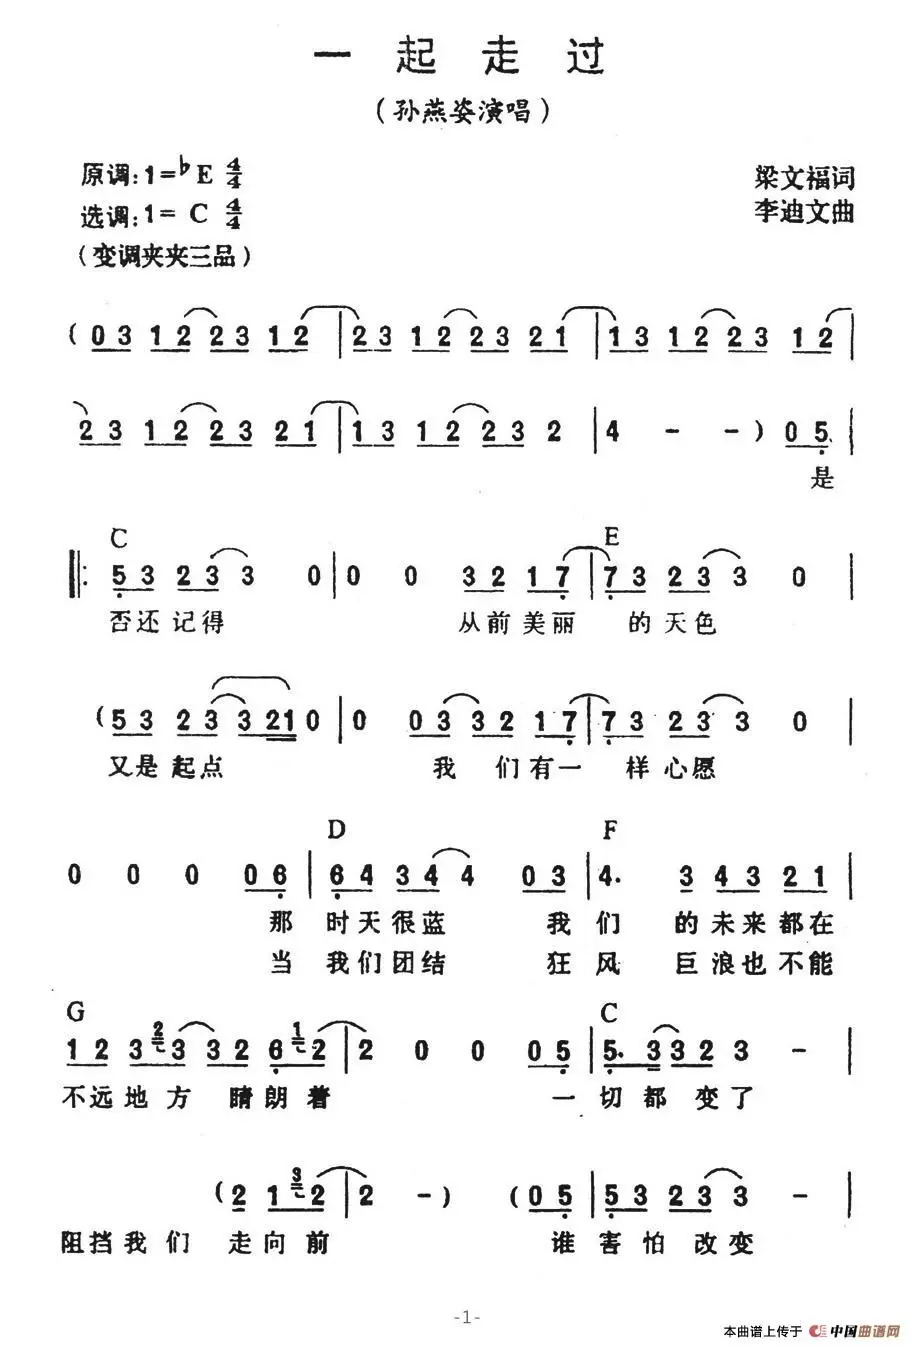 一起走过
(孙燕姿演唱)
原调:1=♭E 4/4
梁文福词
选调:1= C 4/4
李迪文曲
(变调夹夹三品)
(03 12 23 12 | 23 12 23 21 | 13 12 23 12 |
23 12 23 21 | 13 12 23 2 | 4 - - ) 05 |
是
C E
‖: 53 23 3 0 | 0 0 32 17 | 73 23 3 0 |
否还记得 从前美丽 的天色
(53 23 321 0 | 0 03 32 17 | 73 23 3 0 |
又是起点 我 们有一 样心愿
D F
0 0 0 06 | 64 34 4 03 | 4. 3 43 21 |
那 时天很蓝 我们 的未来都在
当 我们团结 狂风 巨浪也不能
G C
12 3 2 3 32 6 1 2 | 2 0 0 05 | 5. 3 32 3 - |
不远地方 晴朗着 一 切都 变了
(2 1 3 2 | 2 -) (05 | 53 23 3 - |
阻挡我们 走向前 谁 害怕 改变
-1-
本曲谱上传于 中国曲谱网